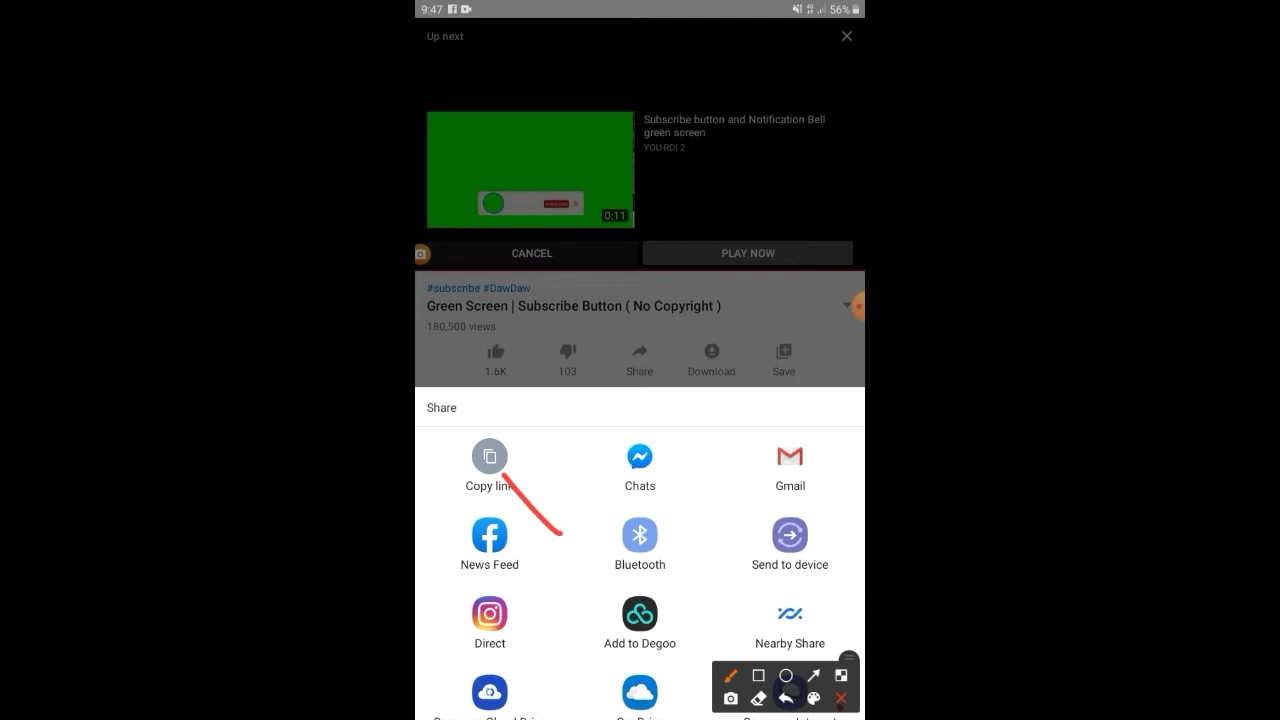 9:47
56%
Up next
Subscribe button and Notification Bell
green screen
YOU-RDI 2
0:11
CANCEL
PLAY NOW
#subscribe #DawDaw
Green Screen | Subscribe Button ( No Copyright )
180,500 views
1.6K
103
Share
Download
Save
Share
Copy link
Chats
Gmail
News Feed
Bluetooth
Send to device
Direct
Add to Degoo
Nearby Share